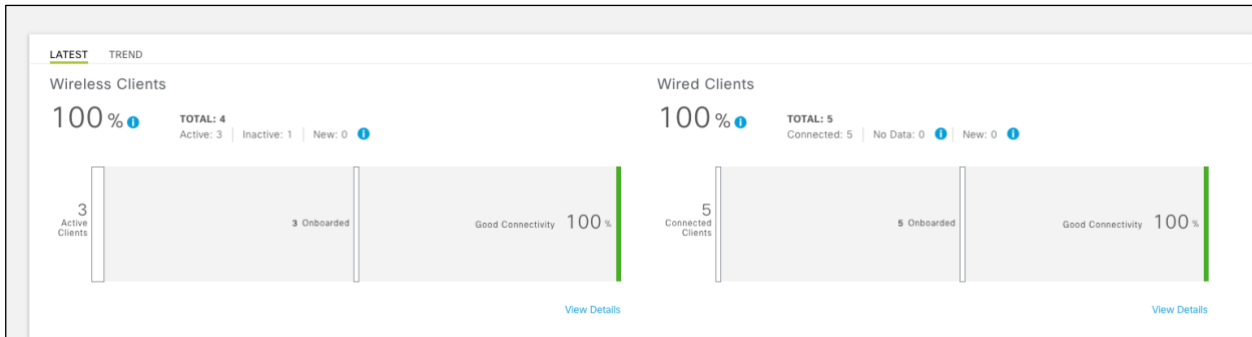 LATEST TREND
Wireless Clients
100 %
TOTAL: 4
Active: 3 | Inactive: 1 | New: 0
3
Active
Clients
3 Onboarded
Good Connectivity 100 %
View Details
Wired Clients
100 %
TOTAL: 5
Connected: 5 | No Data: 0 | New: 0
5
Connected
Clients
5 Onboarded
Good Connectivity 100 %
View Details